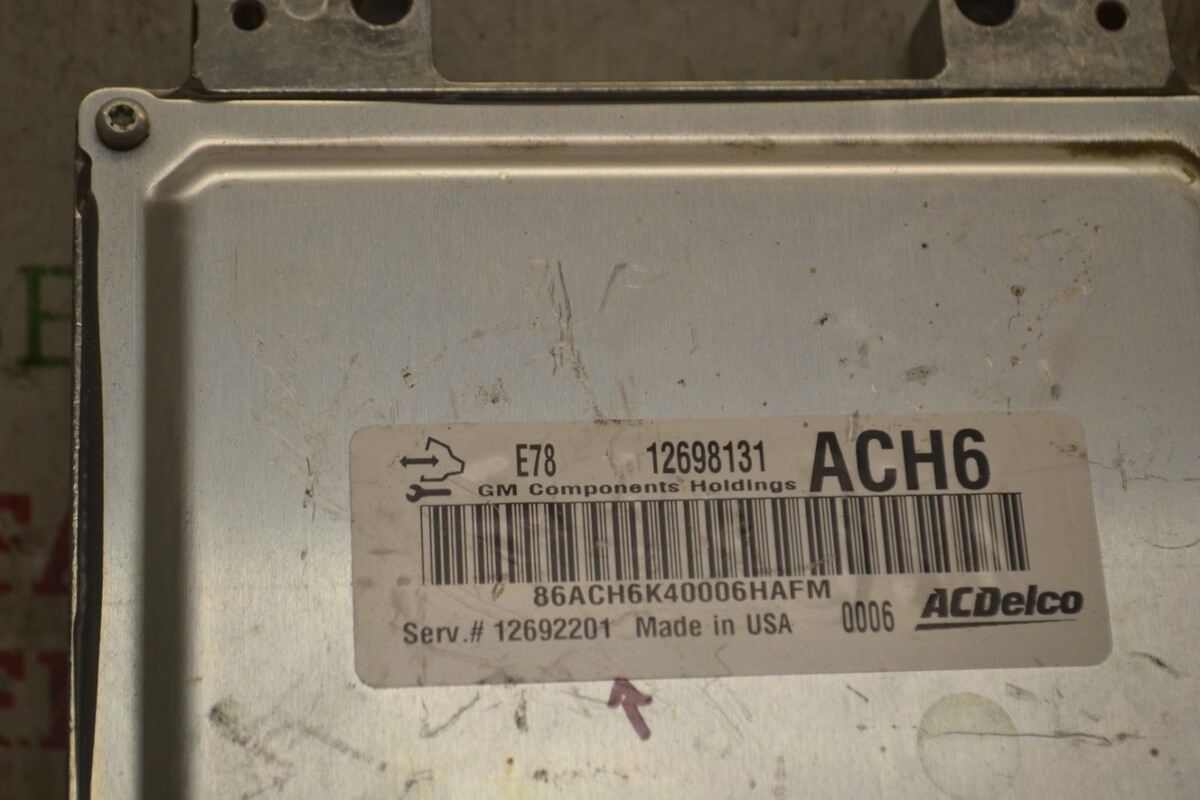 E78 12698131 ACH6
GM Components Holdings
86ACH6K40006HAFM
Serv.# 12692201 Made in USA 0006 ACDelco